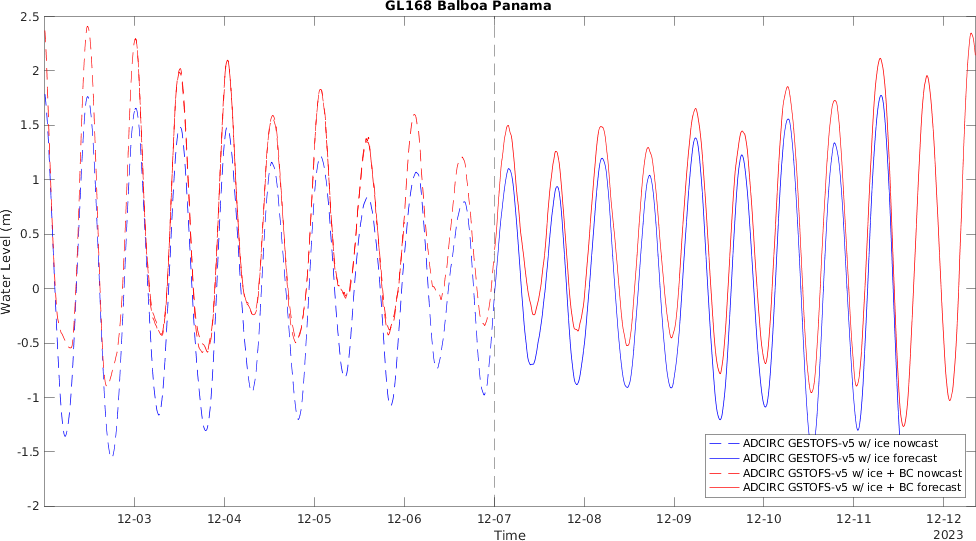 GL168 Balboa Panama
Water Level (m)
2.5
2
1.5
1
0.5
0
-0.5
-1
-1.5
-2
ADCIRC GESTOFS-v5 w/ ice nowcast
ADCIRC GESTOFS-v5 w/ ice forecast
ADCIRC GSTOFS-v5 w/ ice + BC nowcast
ADCIRC GSTOFS-v5 w/ ice + BC forecast
12-03 12-04 12-05 12-06 12-07 12-08 12-09 12-10 12-11 12-12
Time 2023